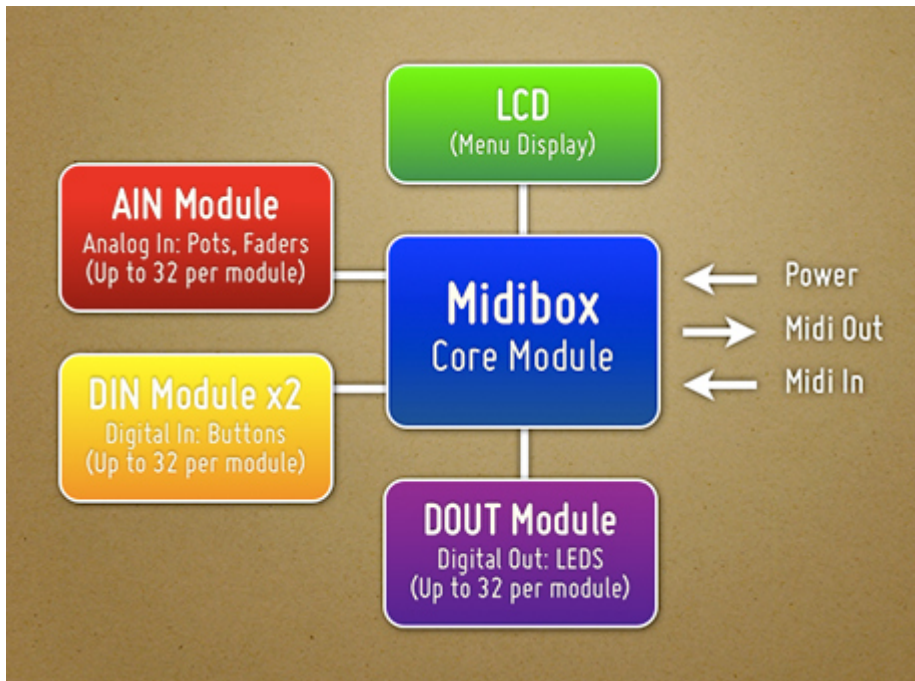 LCD
(Menu Display)
AIN Module
Analog In: Pots, Faders
(Up to 32 per module)
Midibox
Core Module
Power
Midi Out
Midi In
DIN Module x2
Digital In: Buttons
(Up to 32 per module)
DOUT Module
Digital Out: LEDS
(Up to 32 per module)